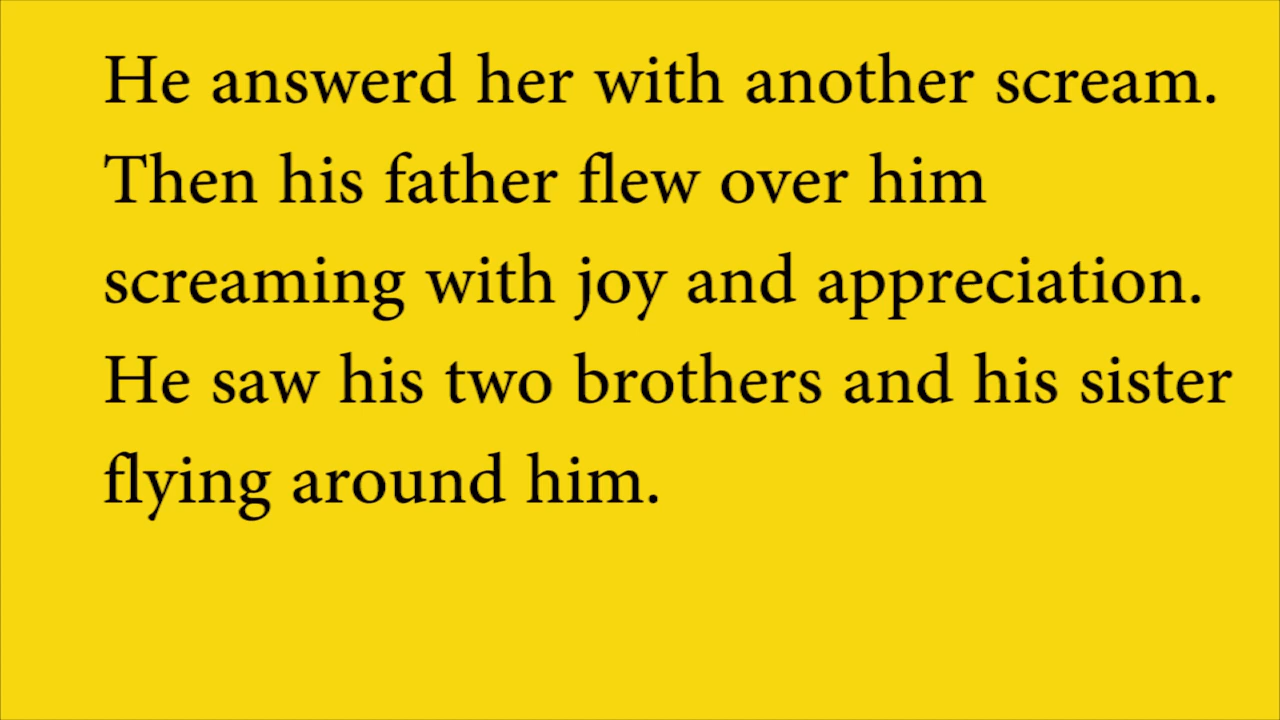 He answerd her with another scream.
Then his father flew over him
screaming with joy and appreciation.
He saw his two brothers and his sister
flying around him.